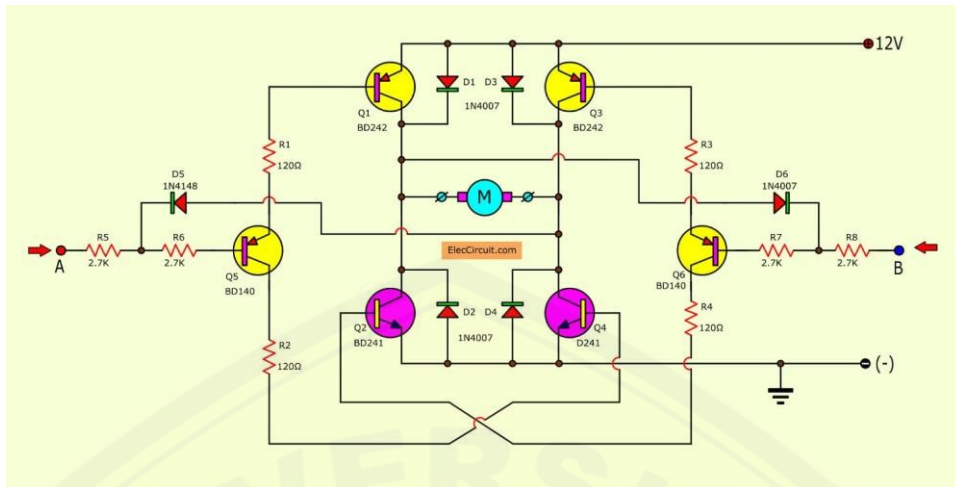 12V
Q1
BD242
D1
D3
1N4007
Q3
BD242
R1
120Ω
R3
120Ω
D5
1N4148
D6
1N4007
M
ElecCircuit.com
A
R5
2.7K
R6
2.7K
Q5
BD140
Q6
BD140
R7
2.7K
R8
2.7K
B
Q2
BD241
D2
D4
1N4007
Q4
D241
R4
120Ω
R2
120Ω
(-)
VERSI